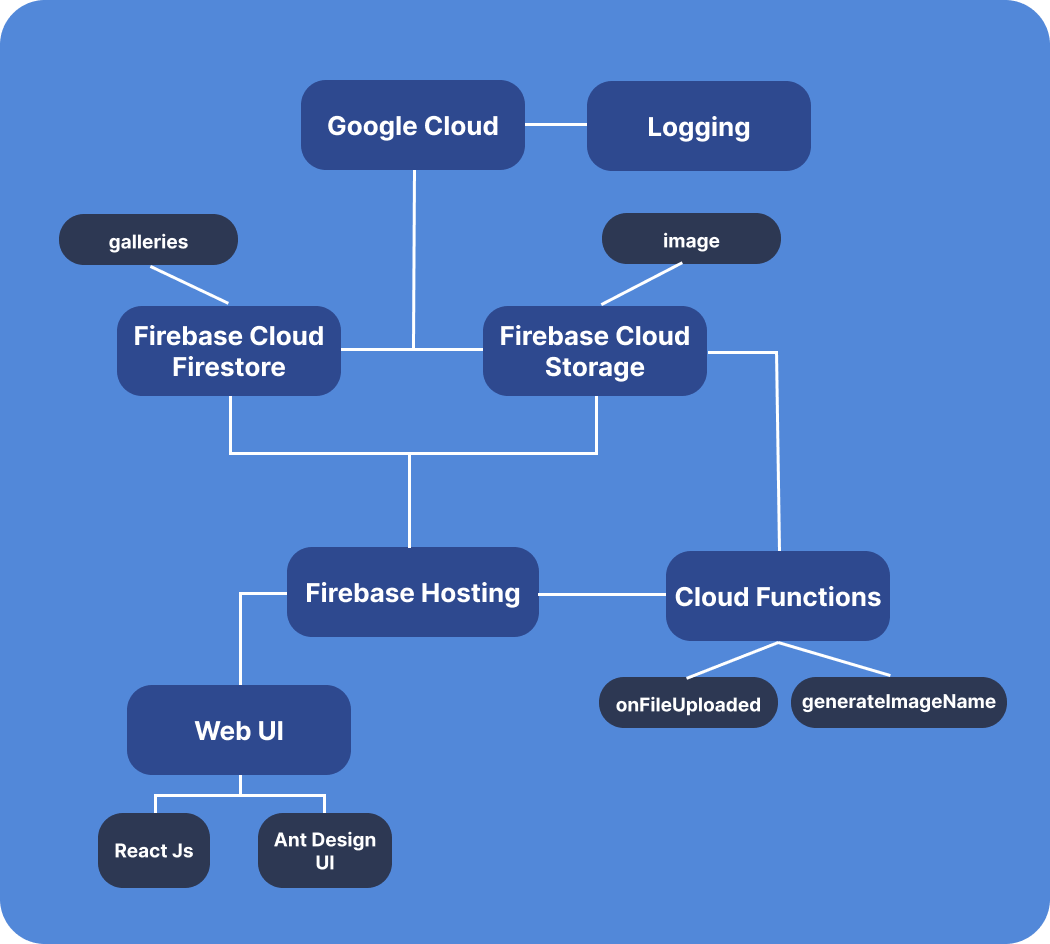 Google Cloud
Logging
galleries
image
Firebase Cloud
Firestore
Firebase Cloud
Storage
Firebase Hosting
Cloud Functions
onFileUploaded
generateImageName
Web UI
React Js
Ant Design
UI